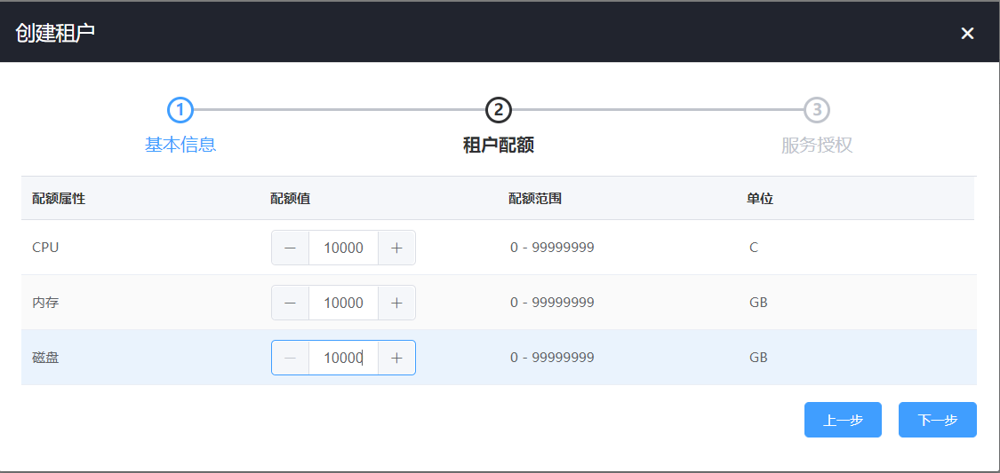 创建租户
1 2 3
基本信息 租户配额 服务授权
配额属性 配额值 配额范围 单位
CPU 10000 0 - 99999999 C
内存 10000 0 - 99999999 GB
磁盘 10000 0 - 99999999 GB
上一步 下一步